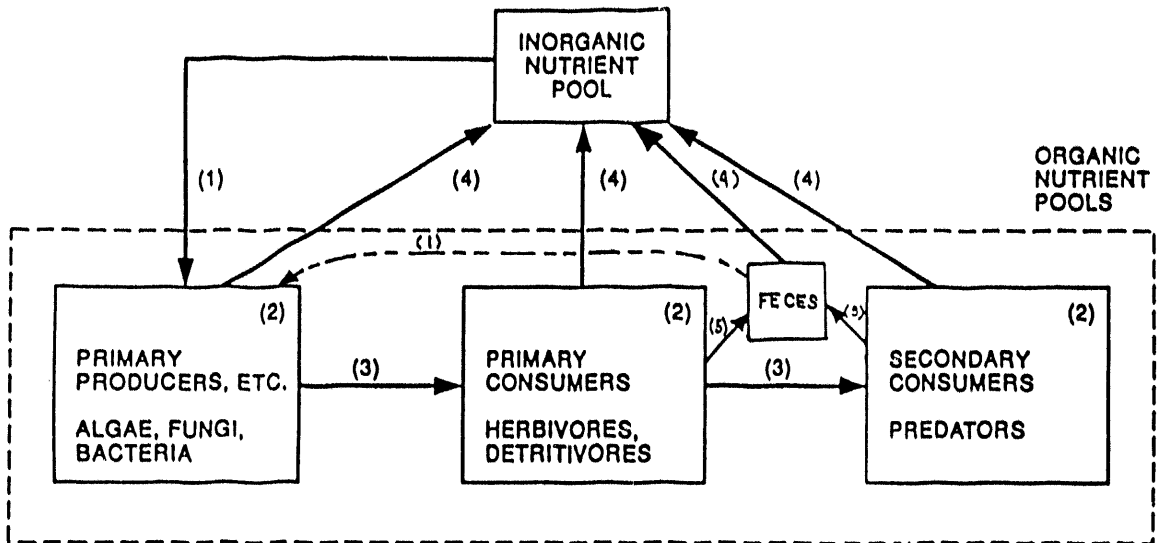 INORGANIC
NUTRIENT
POOL
(1)
(4)
(4)
(4)
(4)
ORGANIC
NUTRIENT
POOLS
(1)
(2)
PRIMARY
PRODUCERS, ETC.
ALGAE, FUNGI,
BACTERIA
(3)
(2)
PRIMARY
CONSUMERS
HERBIVORES,
DETRITIVORES
(5)
FECES
(5)
(3)
(2)
SECONDARY
CONSUMERS
PREDATORS